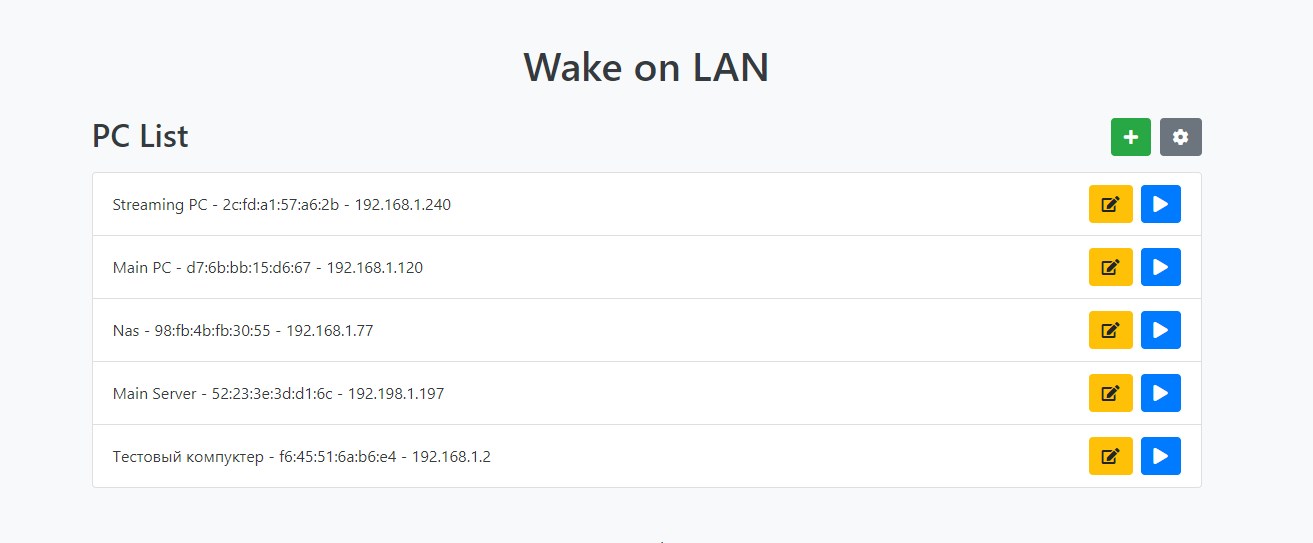 Wake on LAN
PC List
Streaming PC - 2c:fd:a1:57:a6:2b - 192.168.1.240
Main PC - d7:6b:bb:15:d6:67 - 192.168.1.120
Nas - 98:fb:4b:fb:30:55 - 192.168.1.77
Main Server - 52:23:3e:3d:d1:6c - 192.198.1.197
Тестовый компуктер - f6:45:51:6a:b6:e4 - 192.168.1.2